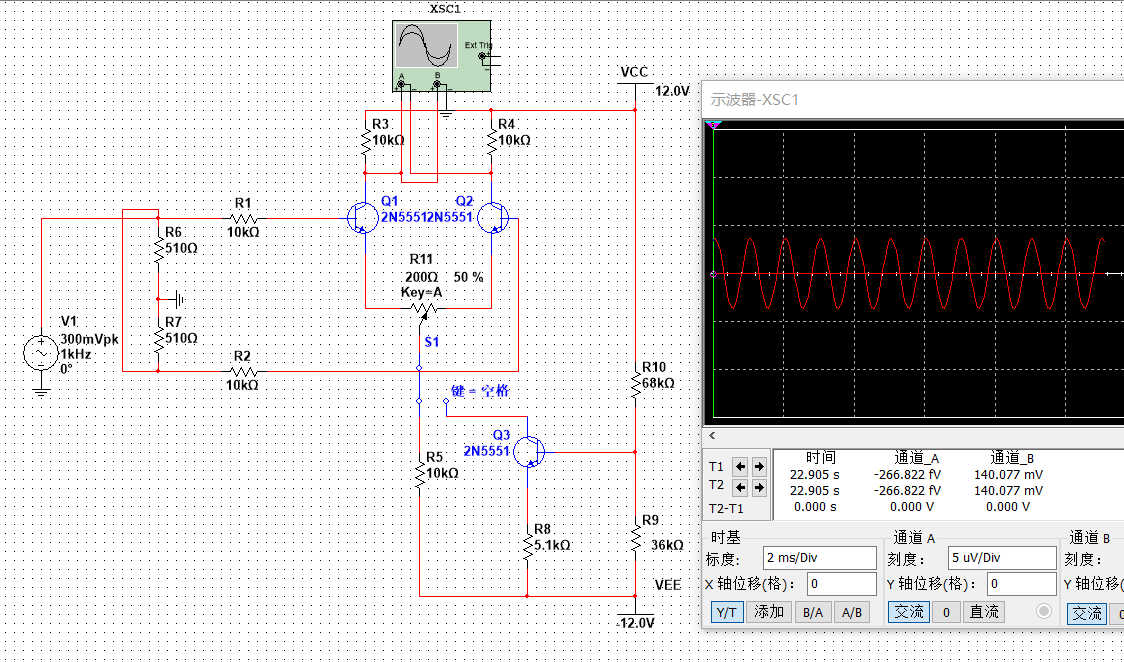 XSC1
Ext Trig
A
B
VCC
12.0V
R3
10kΩ
R4
10kΩ
Q1
2N5551
Q2
2N5551
R1
10kΩ
R6
510Ω
R11
200Ω 50 %
Key=A
V1
300mVpk
1kHz
0°
R7
510Ω
R2
10kΩ
S1
键 = 空格
R10
68kΩ
Q3
2N5551
R5
10kΩ
R8
5.1kΩ
R9
36kΩ
VEE
-12.0V
示波器-XSC1
时间 通道_A 通道_B
T1 22.905 s -266.822 fV 140.077 mV
T2 22.905 s -266.822 fV 140.077 mV
T2-T1 0.000 s 0.000 V 0.000 V
时基 通道 A 通道 B
标度: 2 ms/Div 刻度: 5 uV/Div 刻度:
X 轴位移(格): 0 Y 轴位移(格): 0 Y 轴位移(
Y/T 添加 B/A A/B 交流 0 直流 交流